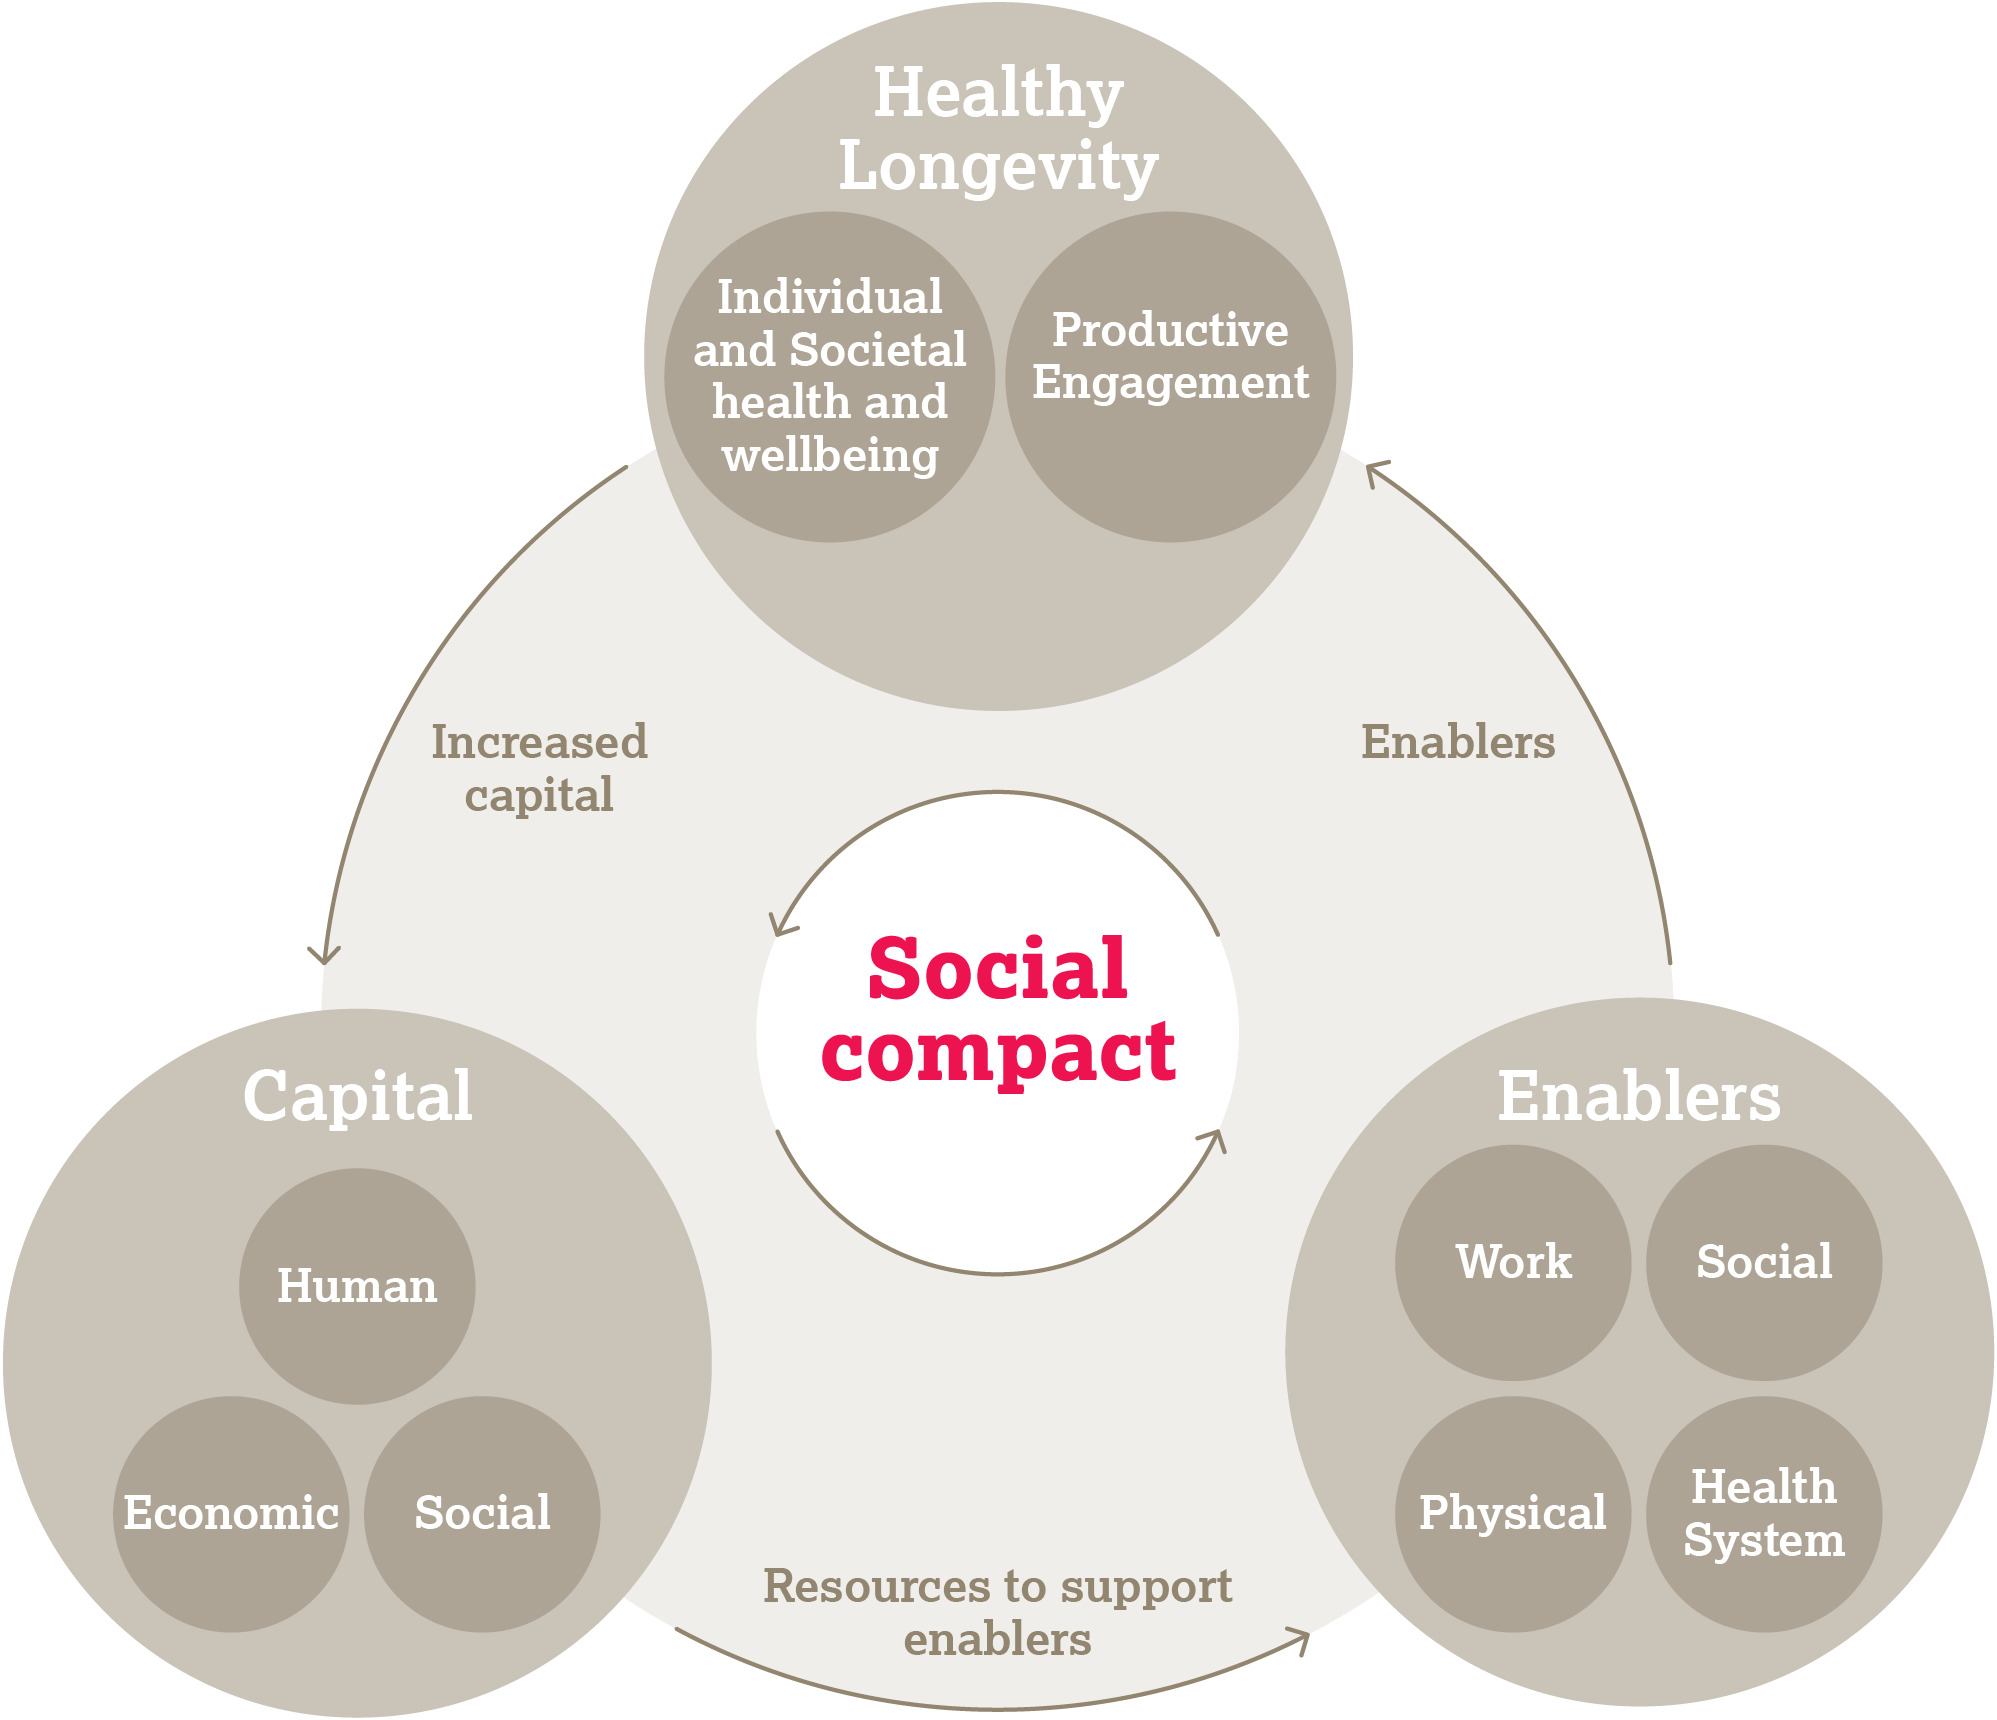 Healthy
Longevity
Individual
and Societal
health and
wellbeing
Productive
Engagement
Increased
capital
Enablers
Social
compact
Capital
Human
Economic
Social
Enablers
Work
Social
Physical
Health
System
Resources to support
enablers